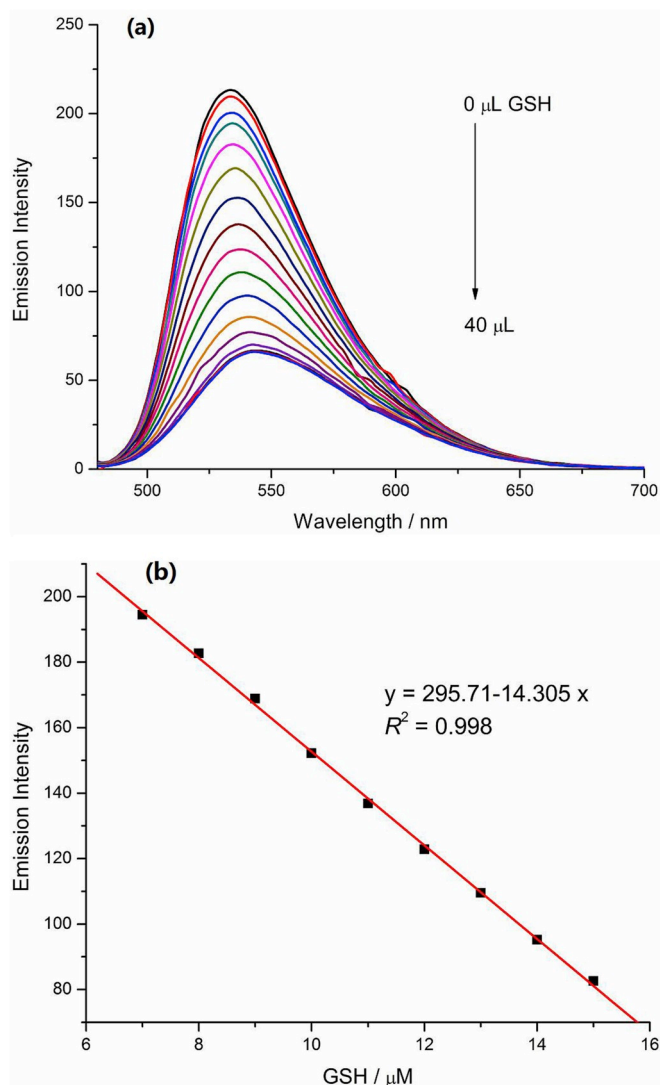 (a)
250
200
150
100
50
0
Emission Intensity
0 μL GSH
40 μL
500 550 600 650 700
Wavelength / nm
(b)
200
180
160
140
120
100
80
Emission Intensity
y = 295.71-14.305 x
R² = 0.998
6 8 10 12 14 16
GSH / μM